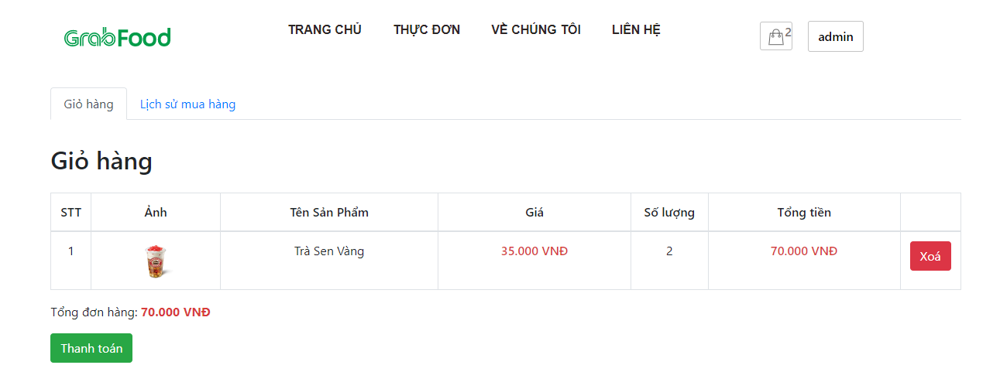 GrabFood TRANG CHỦ THỰC ĐƠN VỀ CHÚNG TÔI LIÊN HỆ 2 admin
Giỏ hàng Lịch sử mua hàng
Giỏ hàng
STT Ảnh Tên Sản Phẩm Giá Số lượng Tổng tiền
1 Trà Sen Vàng 35.000 VNĐ 2 70.000 VNĐ Xoá
Tổng đơn hàng: 70.000 VNĐ
Thanh toán